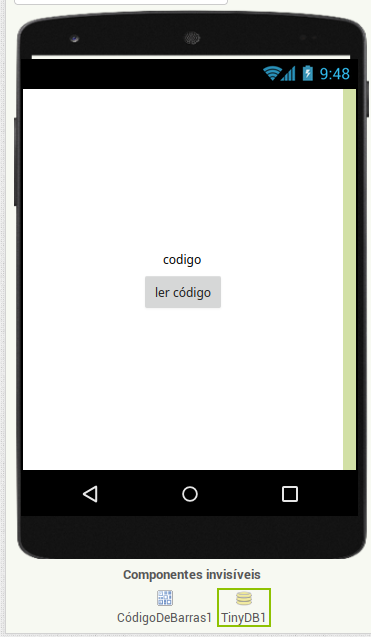 9:48
codigo
ler código
Componentes invisíveis
CódigoDeBarras1 TinyDB1